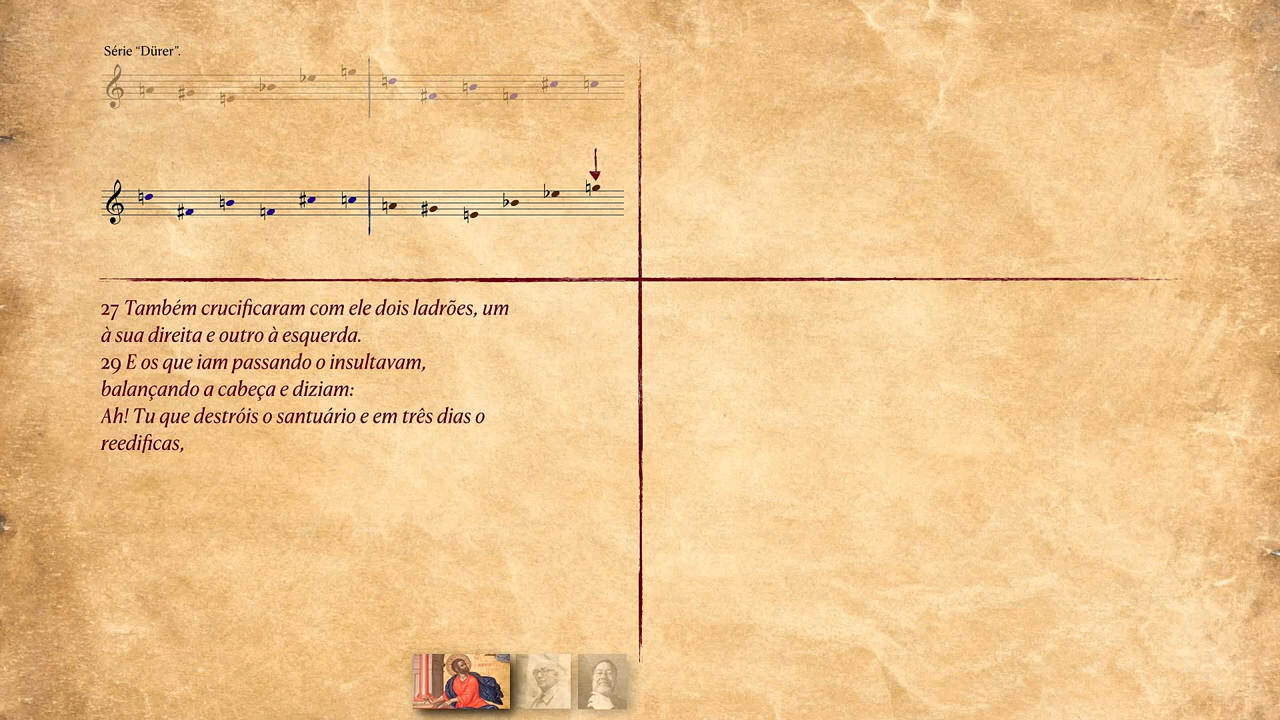 Série “Dürer”.
27 Também crucificaram com ele dois ladrões, um
à sua direita e outro à esquerda.
29 E os que iam passando o insultavam,
balançando a cabeça e diziam:
Ah! Tu que destróis o santuário e em três dias o
reedificas,